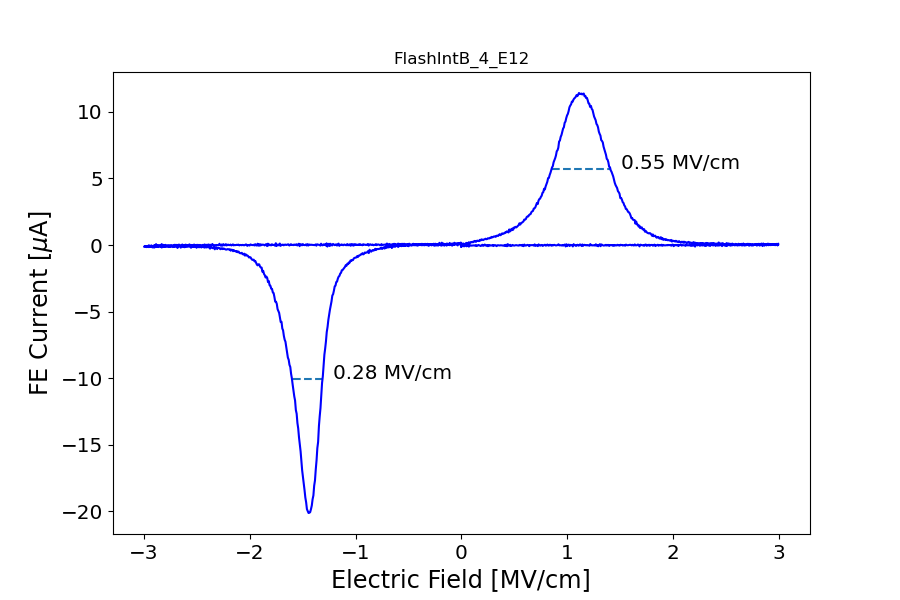 FlashIntB_4_E12
FE Current [μA]
10
5
0
−5
−10
−15
−20
0.55 MV/cm
0.28 MV/cm
−3 −2 −1 0 1 2 3
Electric Field [MV/cm]